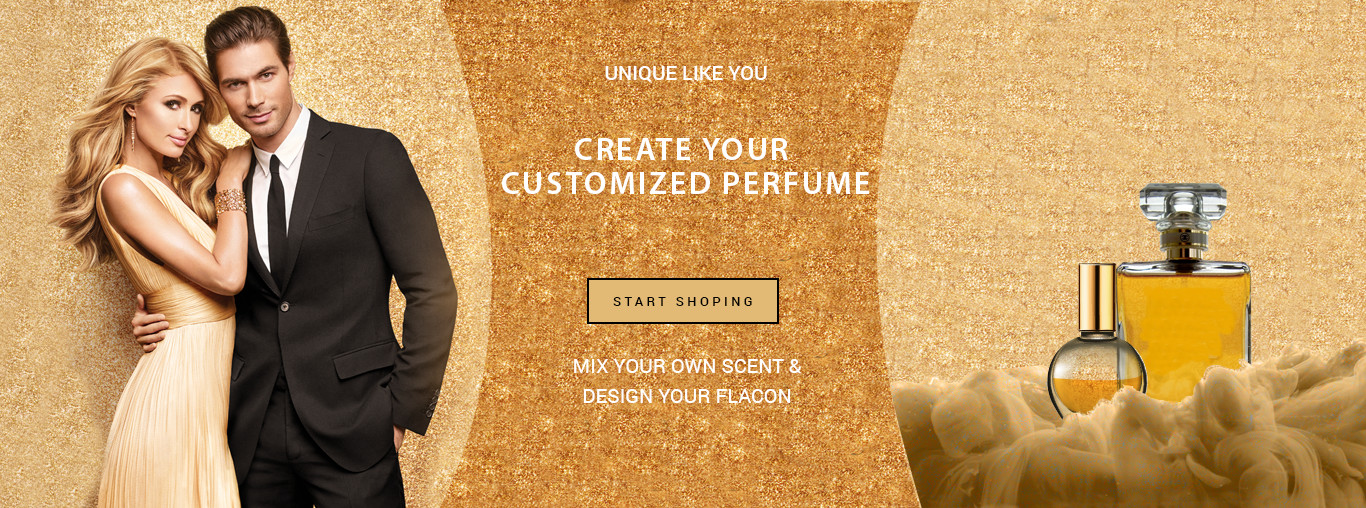 UNIQUE LIKE YOU
CREATE YOUR
CUSTOMIZED PERFUME
START SHOPING
MIX YOUR OWN SCENT &
DESIGN YOUR FLACON